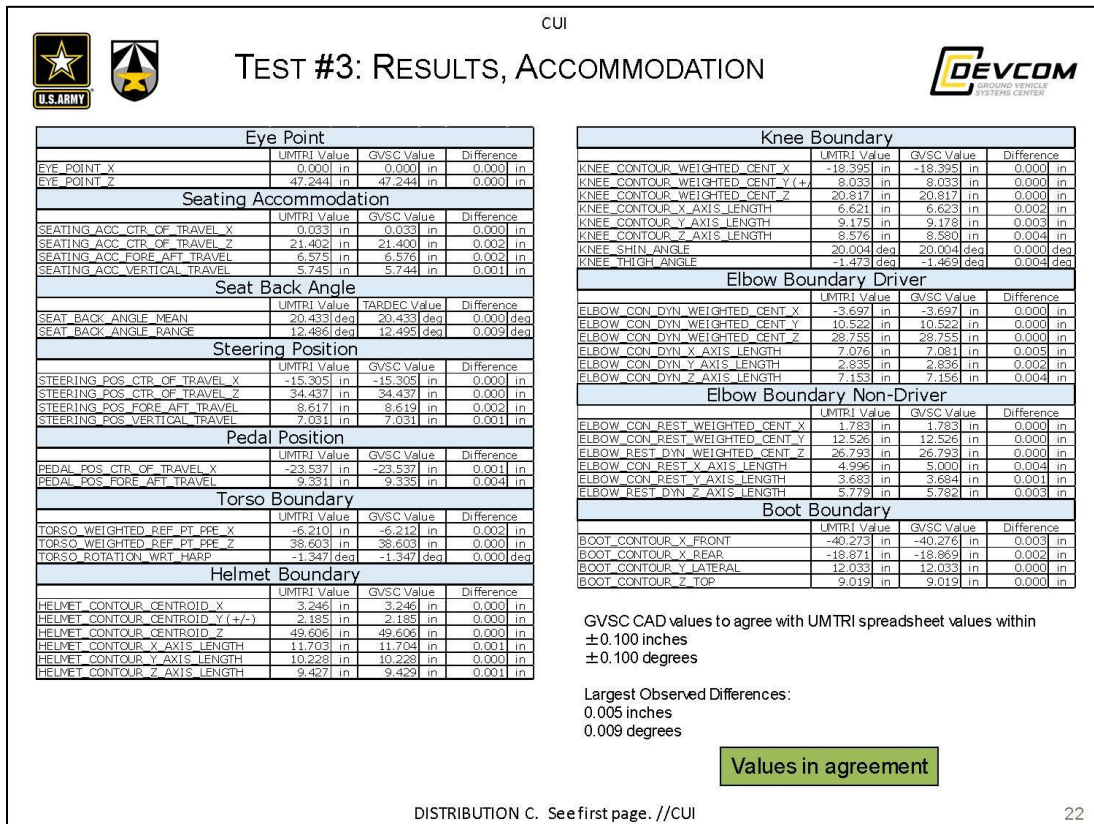 CUI
U.S.ARMY
TEST #3: RESULTS, ACCOMMODATION
DEVCOM
GROUND VEHICLE
SYSTEMS CENTER
Eye Point
UMTRI Value GVSC Value Difference
EYE_POINT_X 0.000 in 0.000 in 0.000 in
EYE_POINT_Z 47.244 in 47.244 in 0.000 in
Seating Accommodation
UMTRI Value GVSC Value Difference
SEATING_ACC_CTR_OF_TRAVEL_X 0.033 in 0.033 in 0.000 in
SEATING_ACC_CTR_OF_TRAVEL_Z 21.402 in 21.400 in 0.002 in
SEATING_ACC_FORE_AFT_TRAVEL 6.575 in 6.576 in 0.002 in
SEATING_ACC_VERTICAL_TRAVEL 5.745 in 5.744 in 0.001 in
Seat Back Angle
UMTRI Value TARDEC Value Difference
SEAT_BACK_ANGLE_MEAN 20.433 deg 20.433 deg 0.000 deg
SEAT_BACK_ANGLE_RANGE 12.486 deg 12.495 deg 0.009 deg
Steering Position
UMTRI Value GVSC Value Difference
STEERING_POS_CTR_OF_TRAVEL_X -15.305 in -15.305 in 0.000 in
STEERING_POS_CTR_OF_TRAVEL_Z 34.437 in 34.437 in 0.000 in
STEERING_POS_FORE_AFT_TRAVEL 8.617 in 8.619 in 0.002 in
STEERING_POS_VERTICAL_TRAVEL 7.031 in 7.031 in 0.001 in
Pedal Position
UMTRI Value GVSC Value Difference
PEDAL_POS_CTR_OF_TRAVEL_X -23.537 in -23.537 in 0.001 in
PEDAL_POS_FORE_AFT_TRAVEL 9.331 in 9.335 in 0.004 in
Torso Boundary
UMTRI Value GVSC Value Difference
TORSO_WEIGHTED_REF_PT_PPE_X -6.210 in -6.212 in 0.002 in
TORSO_WEIGHTED_REF_PT_PPE_Z 38.603 in 38.603 in 0.000 in
TORSO_ROTATION_WRT_HARP -1.347 deg -1.347 deg 0.000 deg
Helmet Boundary
UMTRI Value GVSC Value Difference
HELMET_CONTOUR_CENTROID_X 3.246 in 3.246 in 0.000 in
HELMET_CONTOUR_CENTROID_Y (+/-) 2.185 in 2.185 in 0.000 in
HELMET_CONTOUR_CENTROID_Z 49.606 in 49.606 in 0.000 in
HELMET_CONTOUR_X_AXIS_LENGTH 11.703 in 11.704 in 0.001 in
HELMET_CONTOUR_Y_AXIS_LENGTH 10.228 in 10.228 in 0.000 in
HELMET_CONTOUR_Z_AXIS_LENGTH 9.427 in 9.429 in 0.001 in
Knee Boundary
UMTRI Value GVSC Value Difference
KNEE_CONTOUR_WEIGHTED_CENT_X -18.395 in -18.395 in 0.000 in
KNEE_CONTOUR_WEIGHTED_CENT_Y (+/ 8.033 in 8.033 in 0.000 in
KNEE_CONTOUR_WEIGHTED_CENT_Z 20.817 in 20.817 in 0.000 in
KNEE_CONTOUR_X_AXIS_LENGTH 6.621 in 6.623 in 0.002 in
KNEE_CONTOUR_Y_AXIS_LENGTH 9.175 in 9.178 in 0.003 in
KNEE_CONTOUR_Z_AXIS_LENGTH 8.576 in 8.580 in 0.004 in
KNEE_SHIN_ANGLE 20.004 deg 20.004 deg 0.000 deg
KNEE_THIGH_ANGLE -1.473 deg -1.469 deg 0.004 deg
Elbow Boundary Driver
UMTRI Value GVSC Value Difference
ELBOW_CON_DYN_WEIGHTED_CENT_X -3.697 in -3.697 in 0.000 in
ELBOW_CON_DYN_WEIGHTED_CENT_Y 10.522 in 10.522 in 0.000 in
ELBOW_CON_DYN_WEIGHTED_CENT_Z 28.755 in 28.755 in 0.000 in
ELBOW_CON_DYN_X_AXIS_LENGTH 7.076 in 7.081 in 0.005 in
ELBOW_CON_DYN_Y_AXIS_LENGTH 2.835 in 2.836 in 0.002 in
ELBOW_CON_DYN_Z_AXIS_LENGTH 7.153 in 7.156 in 0.004 in
Elbow Boundary Non-Driver
UMTRI Value GVSC Value Difference
ELBOW_CON_REST_WEIGHTED_CENT_X 1.783 in 1.783 in 0.000 in
ELBOW_CON_REST_WEIGHTED_CENT_Y 12.526 in 12.526 in 0.000 in
ELBOW_REST_DYN_WEIGHTED_CENT_Z 26.793 in 26.793 in 0.000 in
ELBOW_CON_REST_X_AXIS_LENGTH 4.996 in 5.000 in 0.004 in
ELBOW_CON_REST_Y_AXIS_LENGTH 3.683 in 3.684 in 0.001 in
ELBOW_REST_DYN_Z_AXIS_LENGTH 5.779 in 5.782 in 0.003 in
Boot Boundary
UMTRI Value GVSC Value Difference
BOOT_CONTOUR_X_FRONT -40.273 in -40.276 in 0.003 in
BOOT_CONTOUR_X_REAR -18.871 in -18.869 in 0.002 in
BOOT_CONTOUR_Y_LATERAL 12.033 in 12.033 in 0.000 in
BOOT_CONTOUR_Z_TOP 9.019 in 9.019 in 0.000 in
GVSC CAD values to agree with UMTRI spreadsheet values within
±0.100 inches
±0.100 degrees
Largest Observed Differences:
0.005 inches
0.009 degrees
Values in agreement
DISTRIBUTION C. See first page. //CUI
22